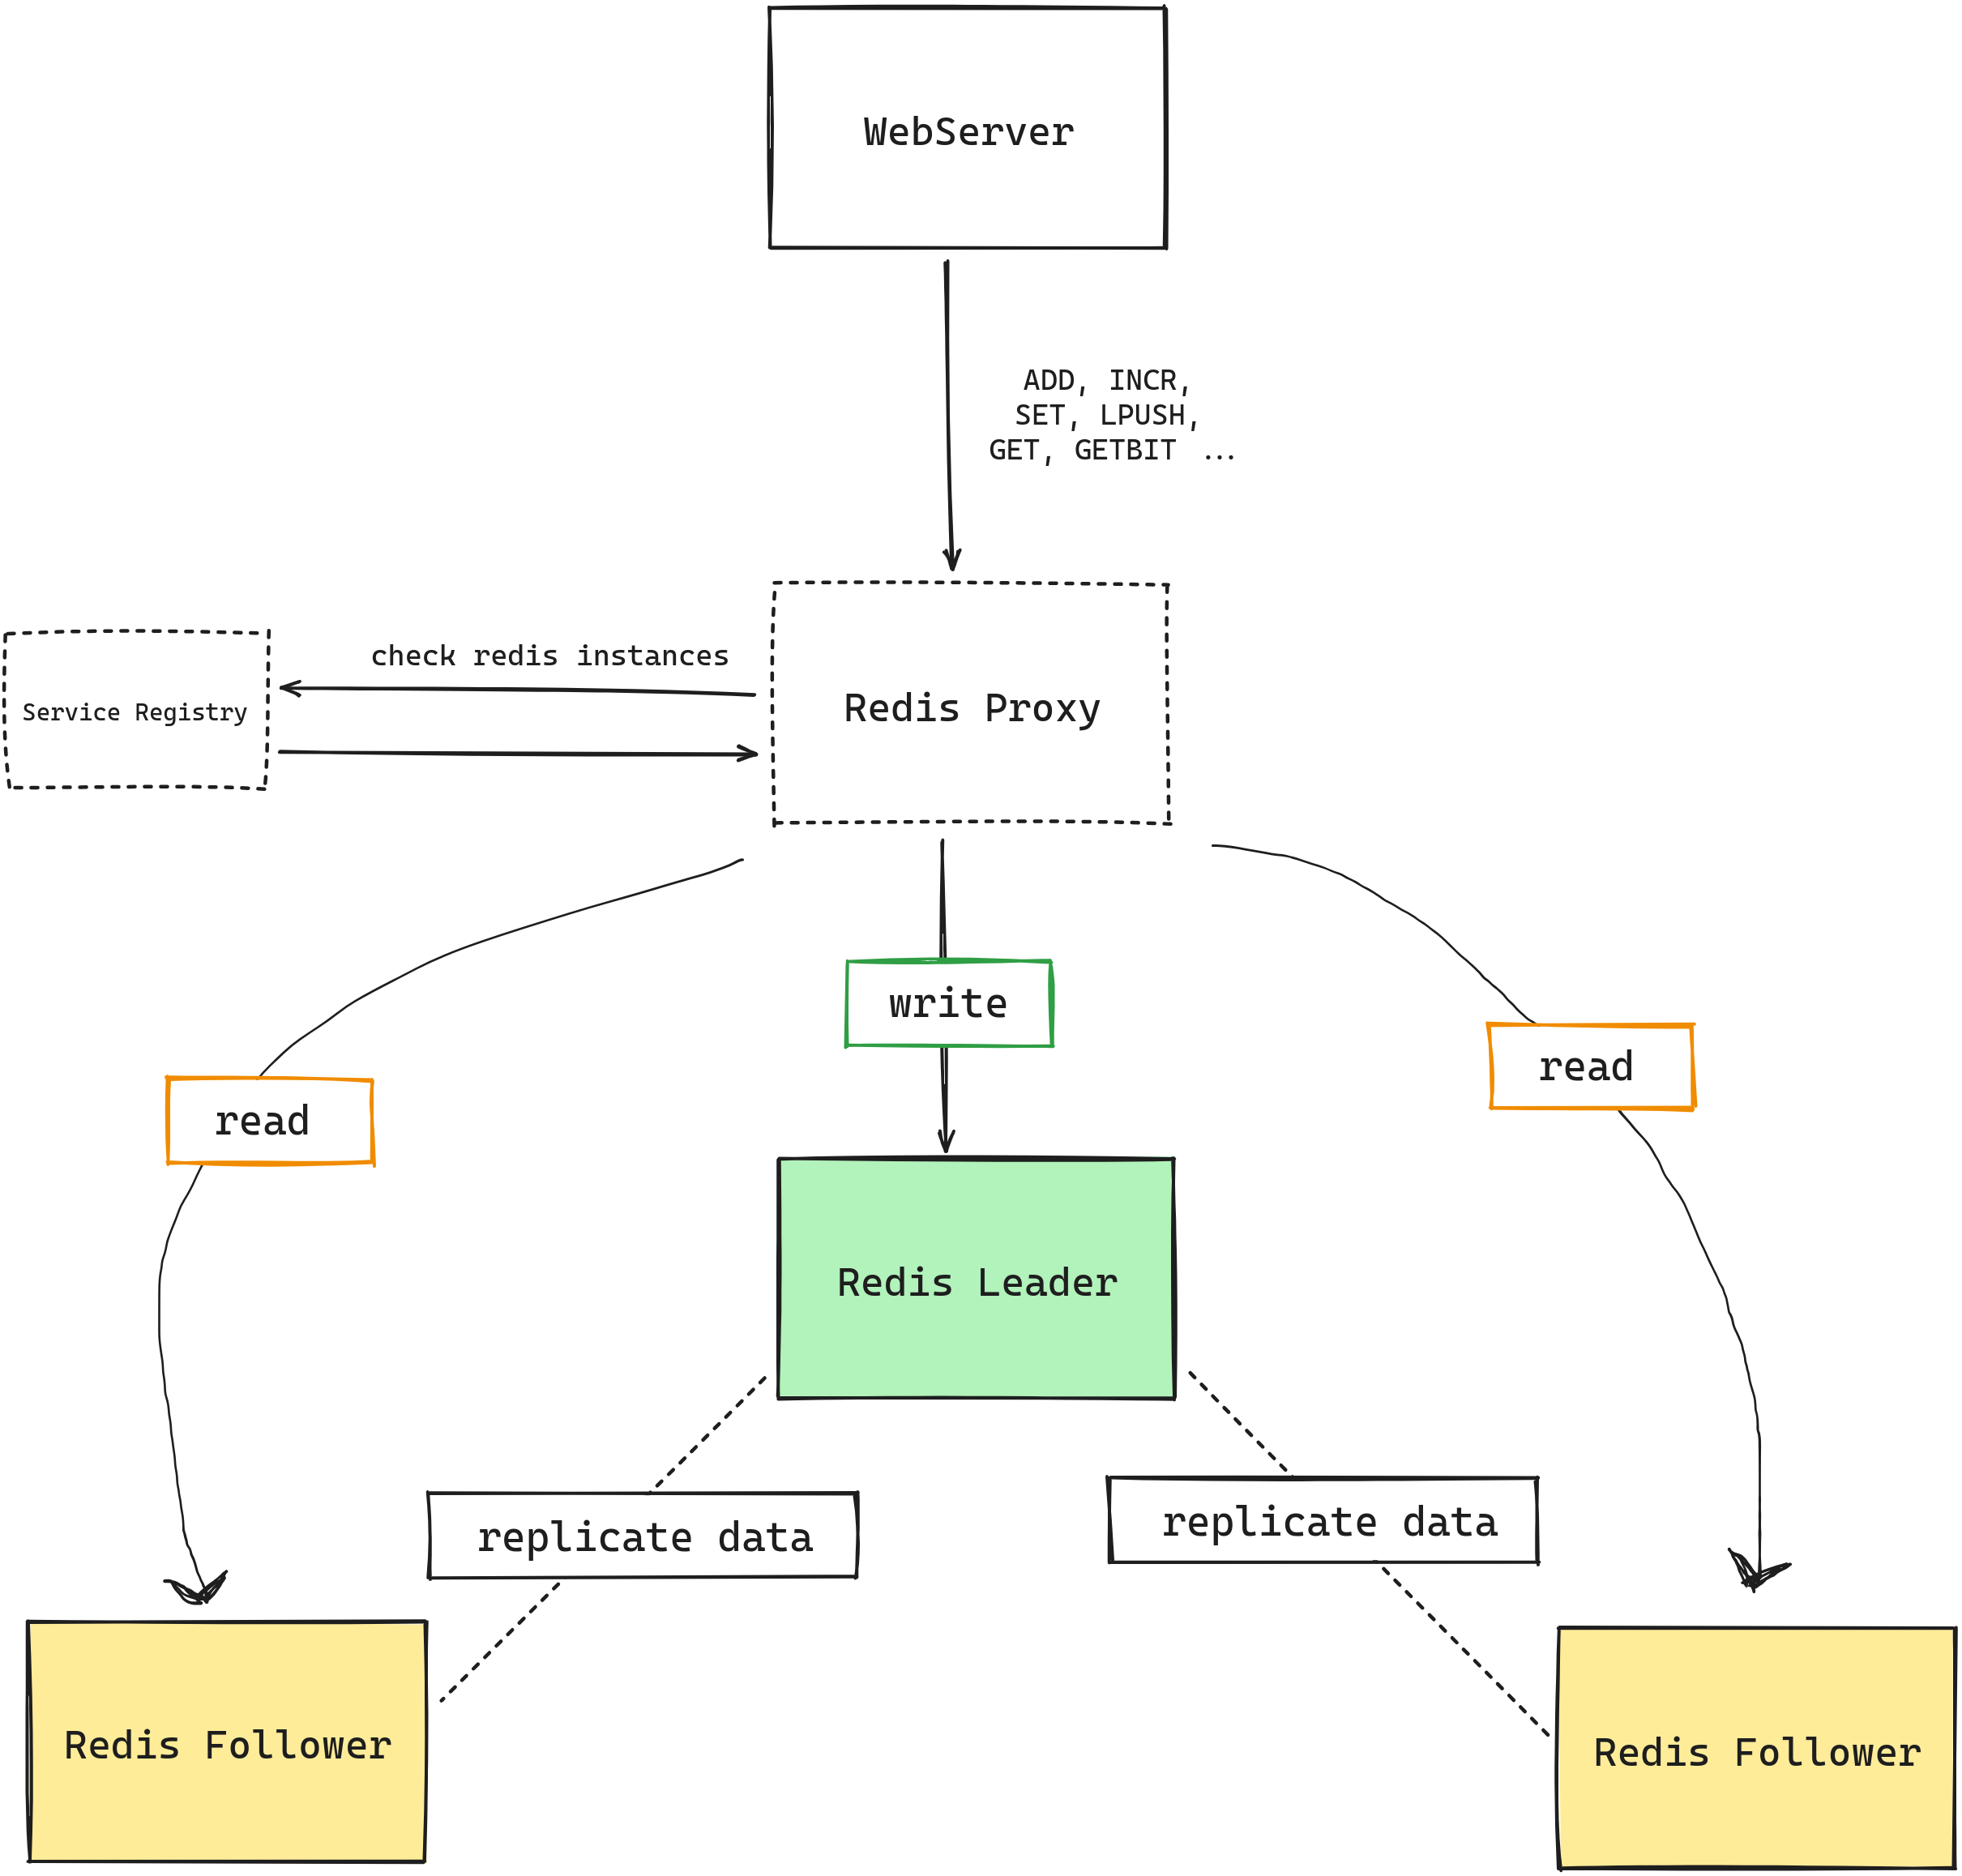 WebServer
ADD, INCR,
SET, LPUSH,
GET, GETBIT ...
check redis instances
Service Registry
Redis Proxy
write
read
read
Redis Leader
replicate data
replicate data
Redis Follower
Redis Follower